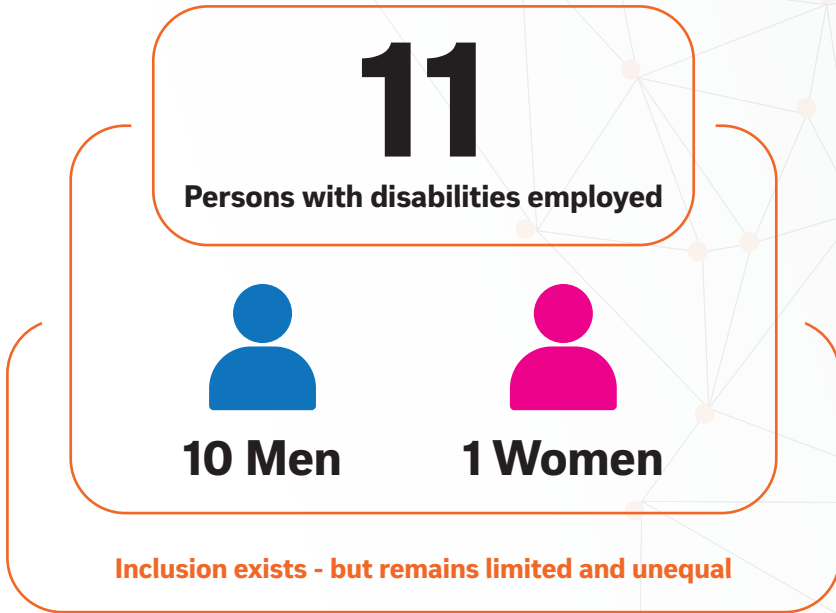 11
Persons with disabilities employed
10 Men
1 Women
Inclusion exists - but remains limited and unequal